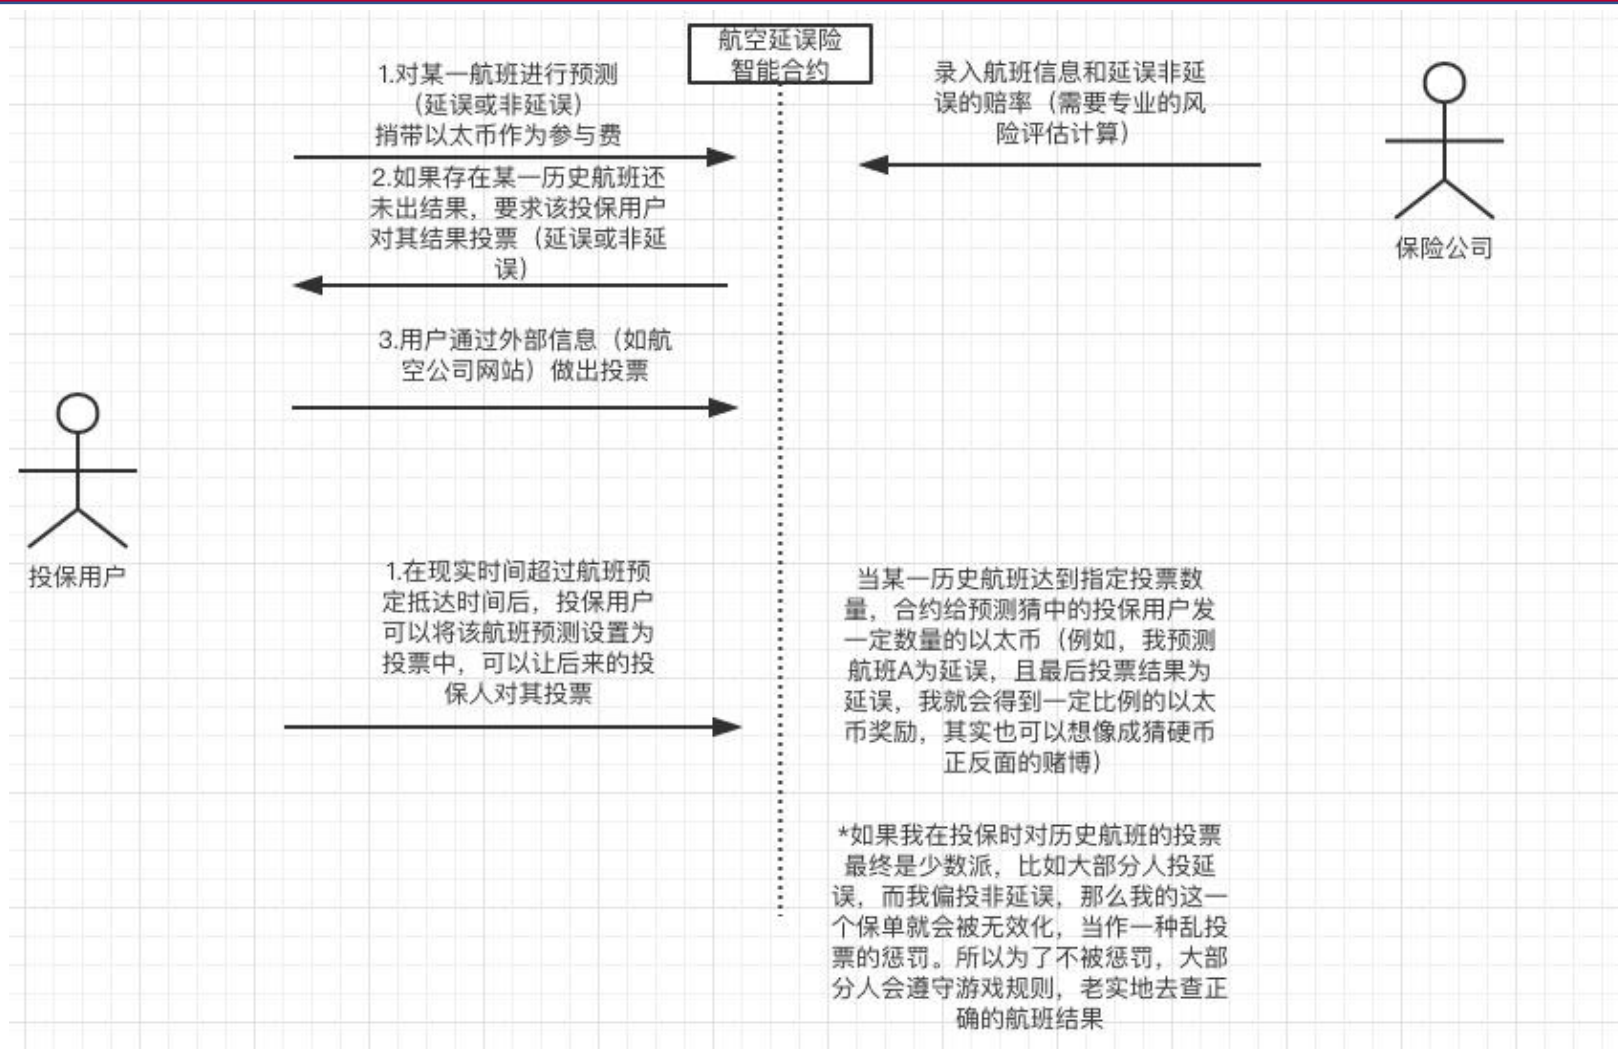 航空延误险
智能合约
1.对某一航班进行预测
（延误或非延误）
捎带以太币作为参与费
录入航班信息和延误非延
误的赔率（需要专业的风
险评估计算）
保险公司
2.如果存在某一历史航班还
未出结果，要求该投保用户
对其结果投票（延误或非延
误）
3.用户通过外部信息（如航
空公司网站）做出投票
投保用户
1.在现实时间超过航班预
定抵达时间后，投保用户
可以将该航班预测设置为
投票中，可以让后来的投
保人对其投票
当某一历史航班达到指定投票数
量，合约给预测猜中的投保用户发
一定数量的以太币（例如，我预测
航班A为延误，且最后投票结果为
延误，我就会得到一定比例的以太
币奖励，其实也可以想像成猜硬币
正反面的赌博）
*如果我在投保时对历史航班的投票
最终是少数派，比如大部分人投延
误，而我偏投非延误，那么我的这一
个保单就会被无效化，当作一种乱投
票的惩罚。所以为了不被惩罚，大部
分人会遵守游戏规则，老实地去查正
确的航班结果